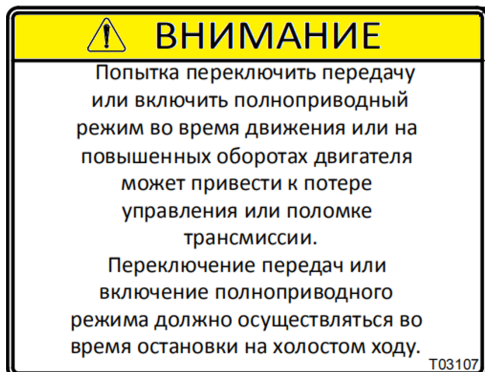 ВНИМАНИЕ
Попытка переключить передачу
или включить полноприводный
режим во время движения или на
повышенных оборотах двигателя
может привести к потере
управления или поломке
трансмиссии.
Переключение передач или
включение полноприводного
режима должно осуществляться во
время остановки на холостом ходу.
T03107